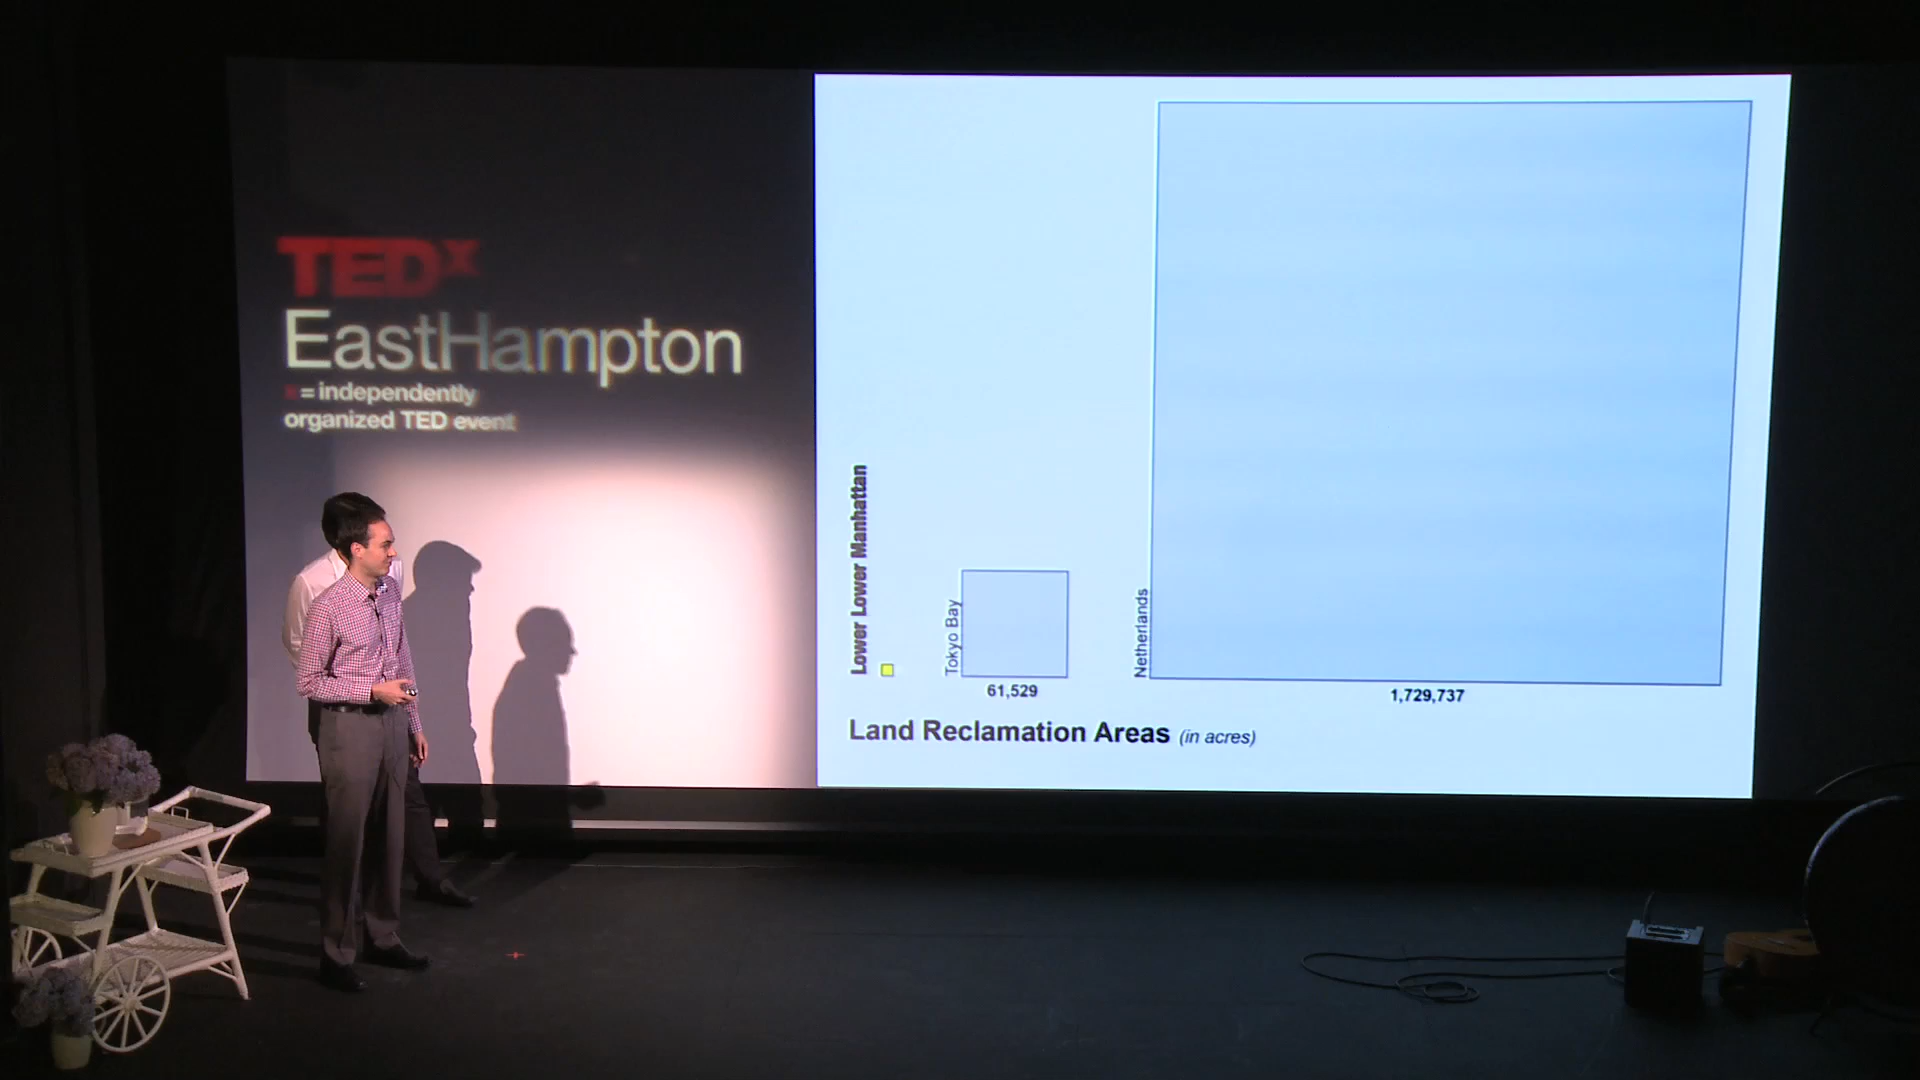 TEDx
EastHampton
x = independently
organized TED event
Lower Lower Manhattan
Tokyo Bay
61,529
Netherlands
1,729,737
Land Reclamation Areas (in acres)